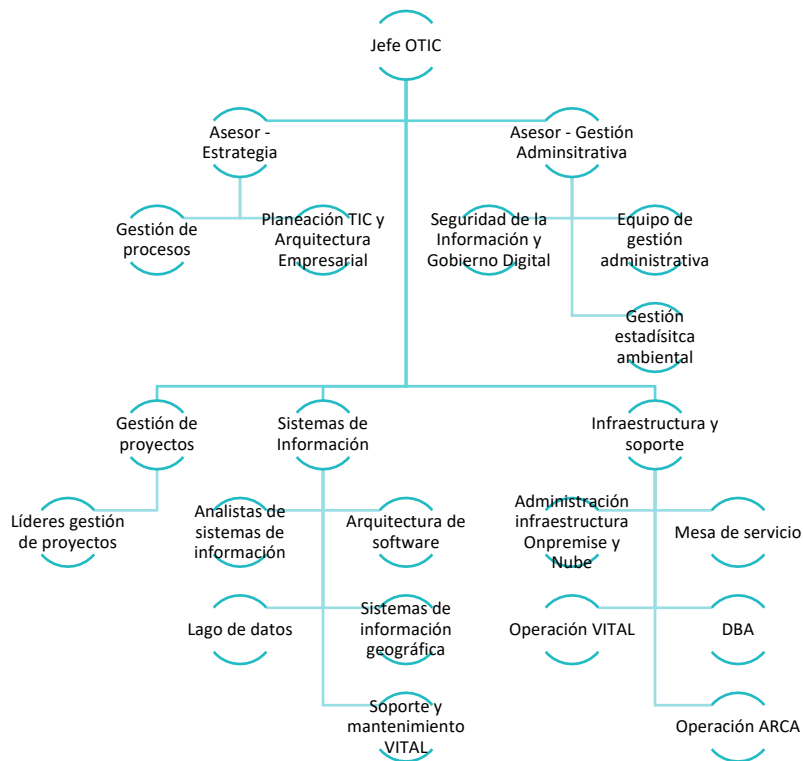 Jefe OTIC
Asesor -
Estrategia
Asesor - Gestión
Adminsitrativa
Gestión de
procesos
Planeación TIC y
Arquitectura
Empresarial
Seguridad de la
Información y
Gobierno Digital
Equipo de
gestión
administrativa
Gestión
estadísitca
ambiental
Gestión de
proyectos
Sistemas de
Información
Infraestructura y
soporte
Líderes gestión
de proyectos
Analistas de
sistemas de
información
Arquitectura de
software
Administración
infraestructura
Onpremise y
Nube
Mesa de servicio
Lago de datos
Sistemas de
información
geográfica
Operación VITAL
DBA
Soporte y
mantenimiento
VITAL
Operación ARCA